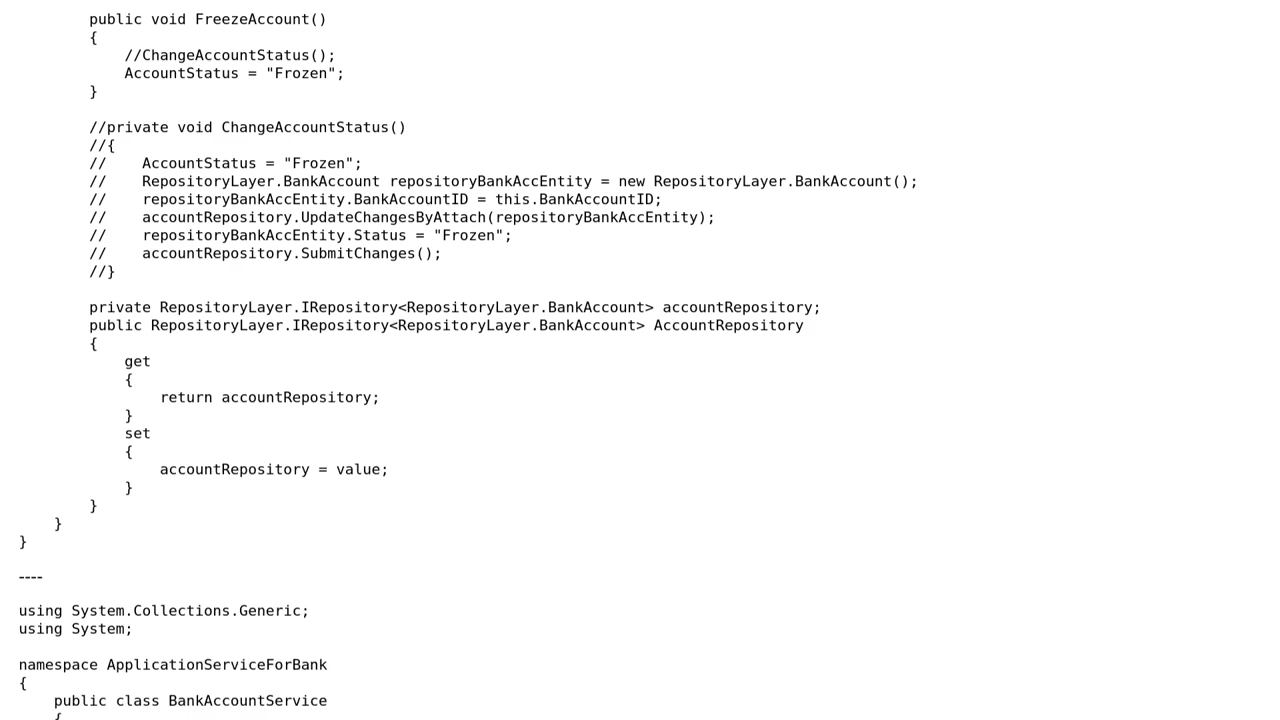 public void FreezeAccount()
{
//ChangeAccountStatus();
AccountStatus = "Frozen";
}
//private void ChangeAccountStatus()
//{
//    AccountStatus = "Frozen";
//    RepositoryLayer.BankAccount repositoryBankAccEntity = new RepositoryLayer.BankAccount();
//    repositoryBankAccEntity.BankAccountID = this.BankAccountID;
//    accountRepository.UpdateChangesByAttach(repositoryBankAccEntity);
//    repositoryBankAccEntity.Status = "Frozen";
//    accountRepository.SubmitChanges();
//}
private RepositoryLayer.IRepository<RepositoryLayer.BankAccount> accountRepository;
public RepositoryLayer.IRepository<RepositoryLayer.BankAccount> AccountRepository
{
get
{
return accountRepository;
}
set
{
accountRepository = value;
}
}
}
}
----
using System.Collections.Generic;
using System;
namespace ApplicationServiceForBank
{
public class BankAccountService
{